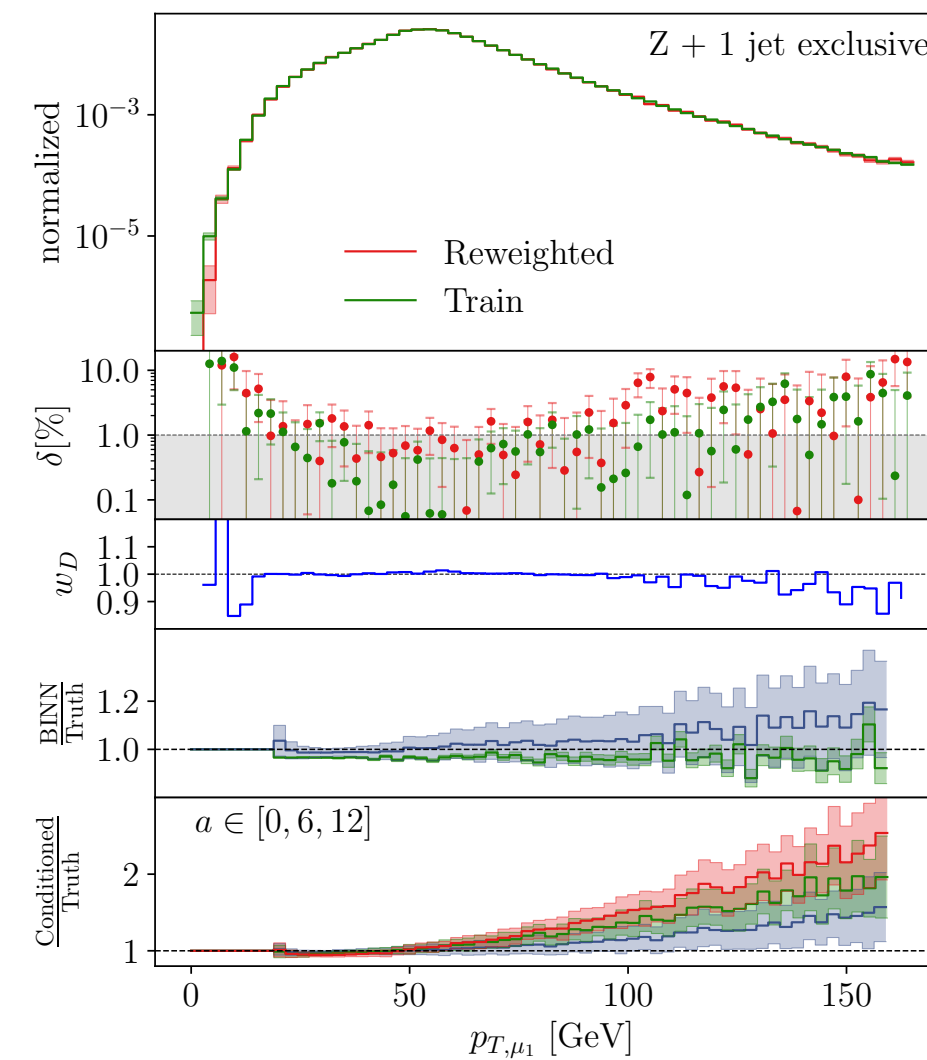 Z + 1 jet exclusive
normalized
10^{-3}
10^{-5}
Reweighted
Train
δ[%]
10.0
1.0
0.1
w_D
1.1
1.0
0.9
BINN
Truth
1.2
1.0
a ∈ [0, 6, 12]
Conditioned
Truth
2
1
0 50 100 150
p_{T,μ_1} [GeV]